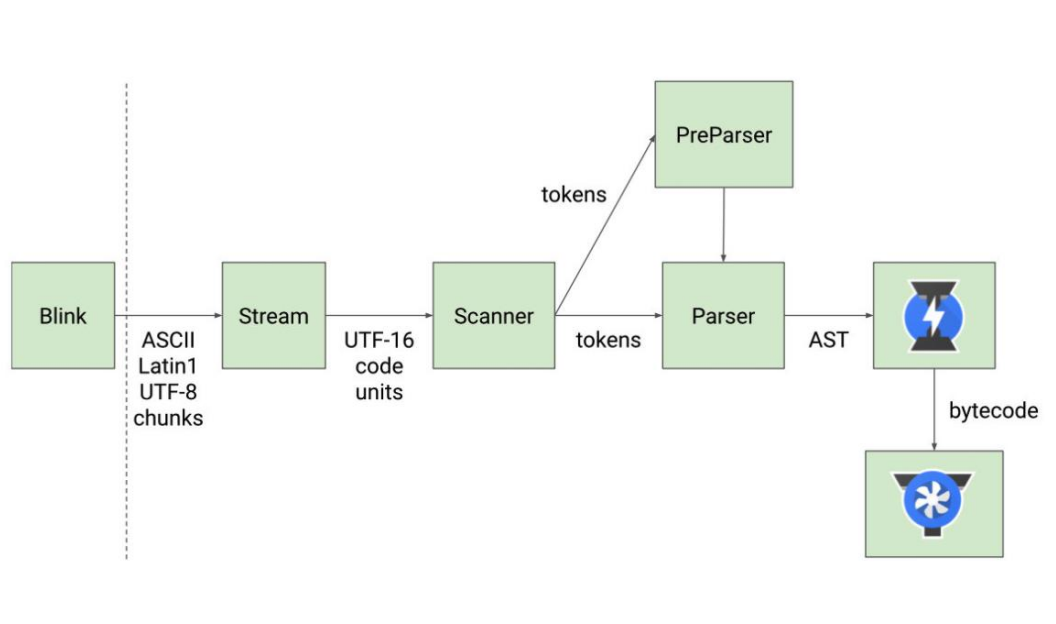 PreParser
tokens
Blink
Stream
Scanner
Parser
ASCII
Latin1
UTF-8
chunks
UTF-16
code
units
tokens
AST
bytecode